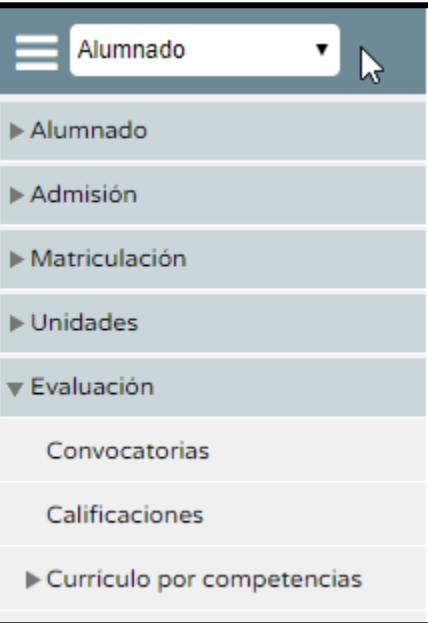 Alumnado
Alumnado
Admisión
Matriculación
Unidades
Evaluación
Convocatorias
Calificaciones
Currículo por competencias